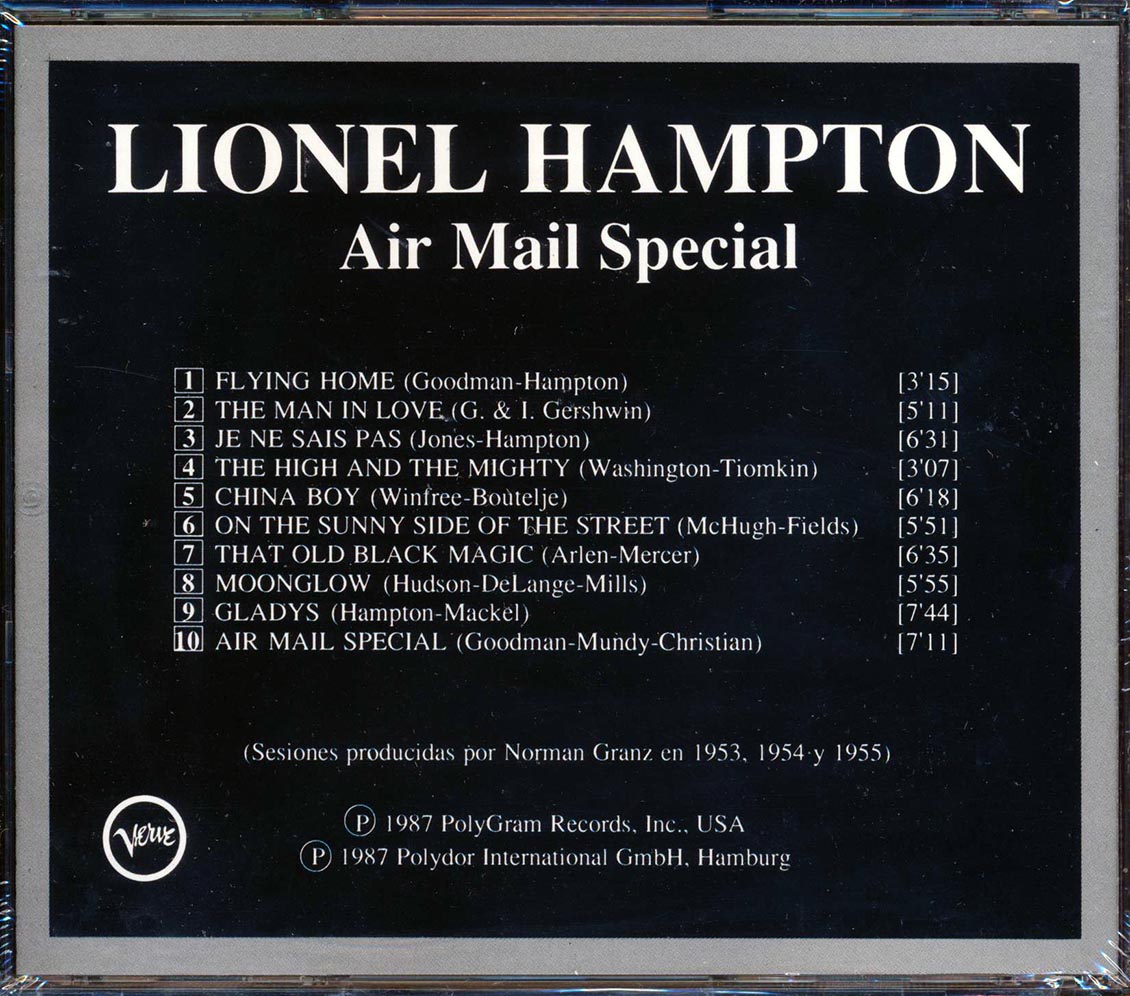 LIONEL HAMPTON
Air Mail Special
1 FLYING HOME (Goodman-Hampton) [3'15]
2 THE MAN IN LOVE (G. & I. Gershwin) [5'11]
3 JE NE SAIS PAS (Jones-Hampton) [6'31]
4 THE HIGH AND THE MIGHTY (Washington-Tiomkin) [3'07]
5 CHINA BOY (Winfree-Boutelje) [6'18]
6 ON THE SUNNY SIDE OF THE STREET (McHugh-Fields) [5'51]
7 THAT OLD BLACK MAGIC (Arlen-Mercer) [6'35]
8 MOONGLOW (Hudson-DeLange-Mills) [5'55]
9 GLADYS (Hampton-Mackel) [7'44]
10 AIR MAIL SPECIAL (Goodman-Mundy-Christian) [7'11]
(Sesiones producidas por Norman Granz en 1953, 1954 y 1955)
Ⓟ 1987 PolyGram Records, Inc., USA
Ⓟ 1987 Polydor International GmbH, Hamburg
Verve